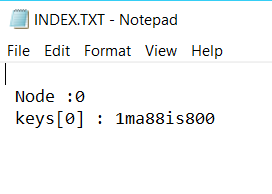 INDEX.TXT - Notepad
File Edit Format View Help
Node :0
keys[0] : 1ma88is800